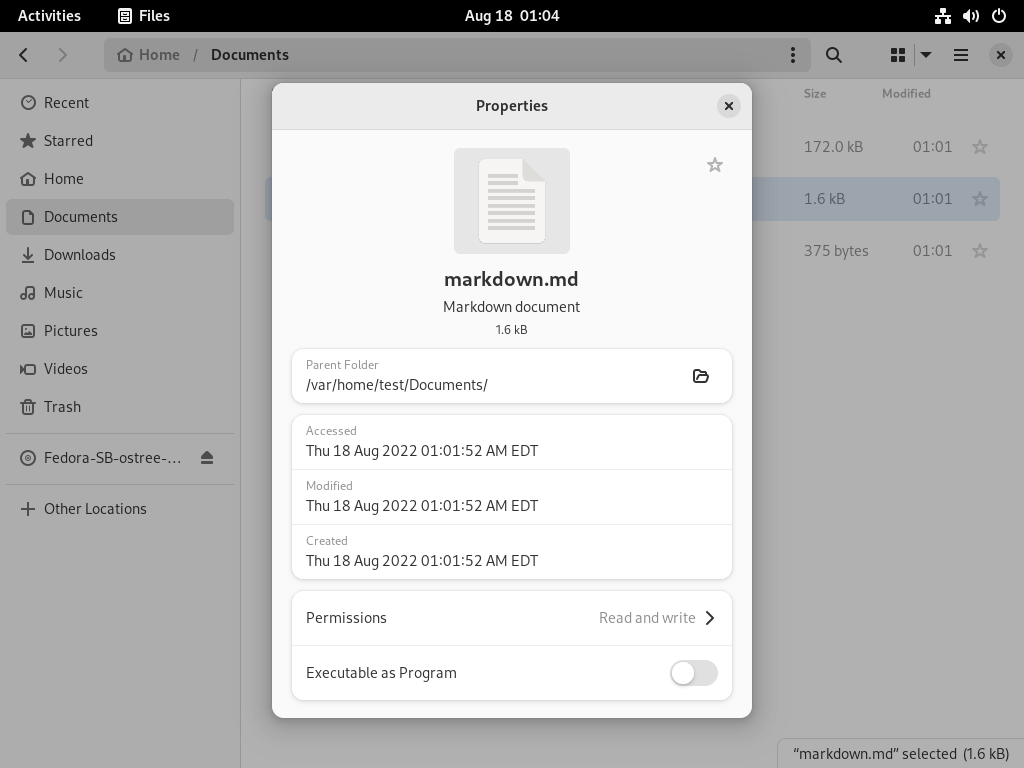 Activities
Files
Aug 18 01:04
Home / Documents
Recent
Starred
Home
Documents
Downloads
Music
Pictures
Videos
Trash
Fedora-SB-ostree-…
Other Locations
Size
Modified
172.0 kB
01:01
1.6 kB
01:01
375 bytes
01:01
Properties
markdown.md
Markdown document
1.6 kB
Parent Folder
/var/home/test/Documents/
Accessed
Thu 18 Aug 2022 01:01:52 AM EDT
Modified
Thu 18 Aug 2022 01:01:52 AM EDT
Created
Thu 18 Aug 2022 01:01:52 AM EDT
Permissions
Read and write
Executable as Program
“markdown.md” selected (1.6 kB)